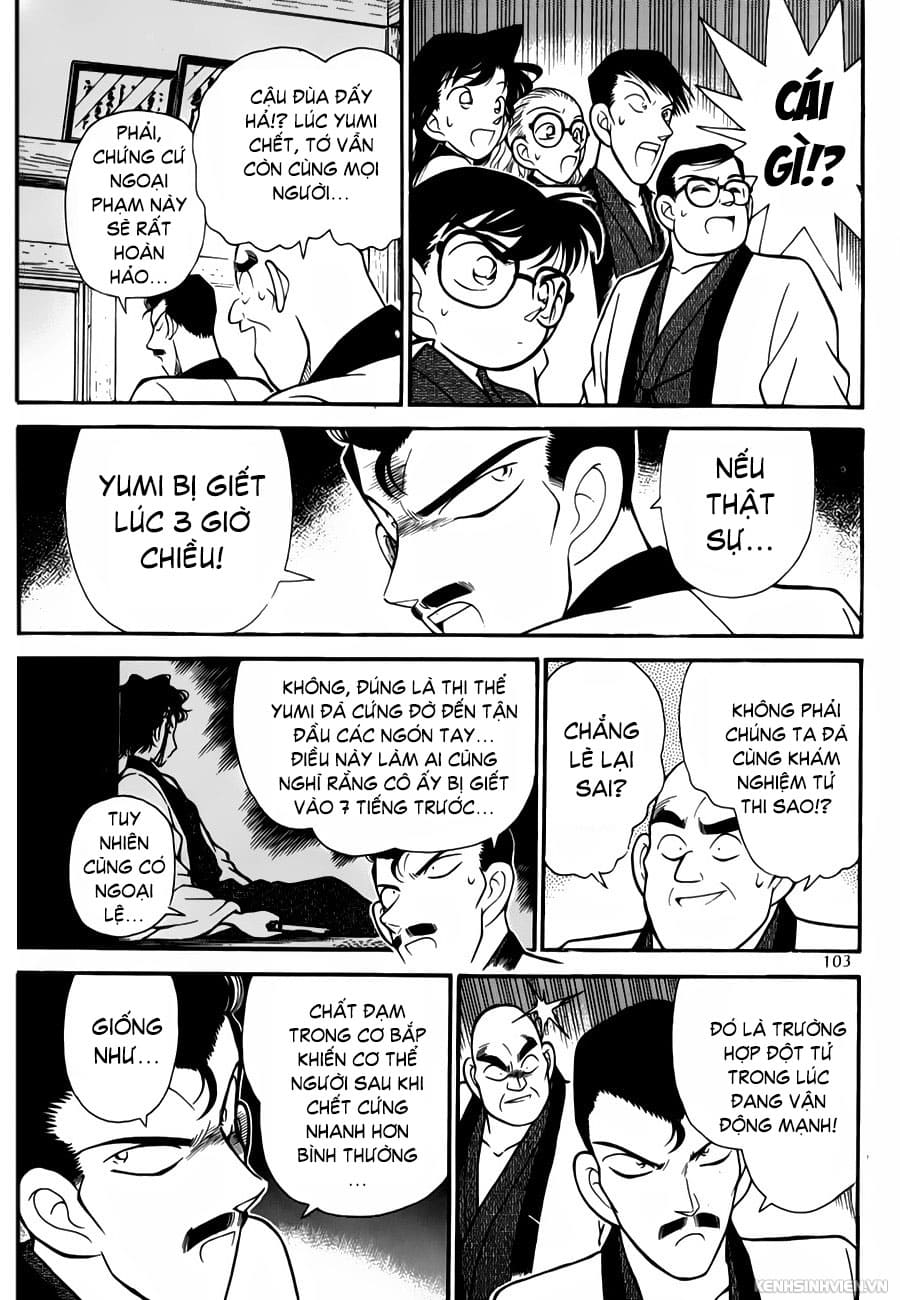 CÁI
GÌ!?
CẬU ĐÙA ĐẤY
HẢ!? LÚC YUMI
CHẾT, TỚ VẪN
CÒN CÙNG MỌI
NGƯỜI...
PHẢI,
CHỨNG CỨ
NGOẠI
PHẠM NÀY
SẼ RẤT
HOÀN
HẢO...
NẾU
THẬT
SỰ...
YUMI BỊ GIẾT
LÚC 3 GIỜ
CHIỀU!
KHÔNG PHẢI
CHÚNG TA ĐÃ
CÙNG KHÁM
NGHIỆM TỬ
THI SAO!?
CHẲNG
LẼ LẠI
SAI?
KHÔNG, ĐÚNG LÀ THI THỂ
YUMI ĐÃ CỨNG ĐỜ ĐẾN TẬN
ĐẦU CÁC NGÓN TAY...
ĐIỀU NÀY LÀM AI CŨNG
NGHĨ RẰNG CÔ ẤY BỊ GIẾT
VÀO 7 TIẾNG TRƯỚC...
TUY
NHIÊN
CŨNG CÓ
NGOẠI
LỆ...
103
ĐÓ LÀ TRƯỜNG
HỢP ĐỘT TỬ
TRONG LÚC
ĐANG VẬN
ĐỘNG MẠNH!
CHẤT ĐẠM
TRONG CƠ BẮP
KHIẾN CƠ THỂ
NGƯỜI SAU KHI
CHẾT CỨNG
NHANH HƠN
BÌNH THƯỜNG
...
GIỐNG
NHƯ...
KENHSINHVIEN.VN